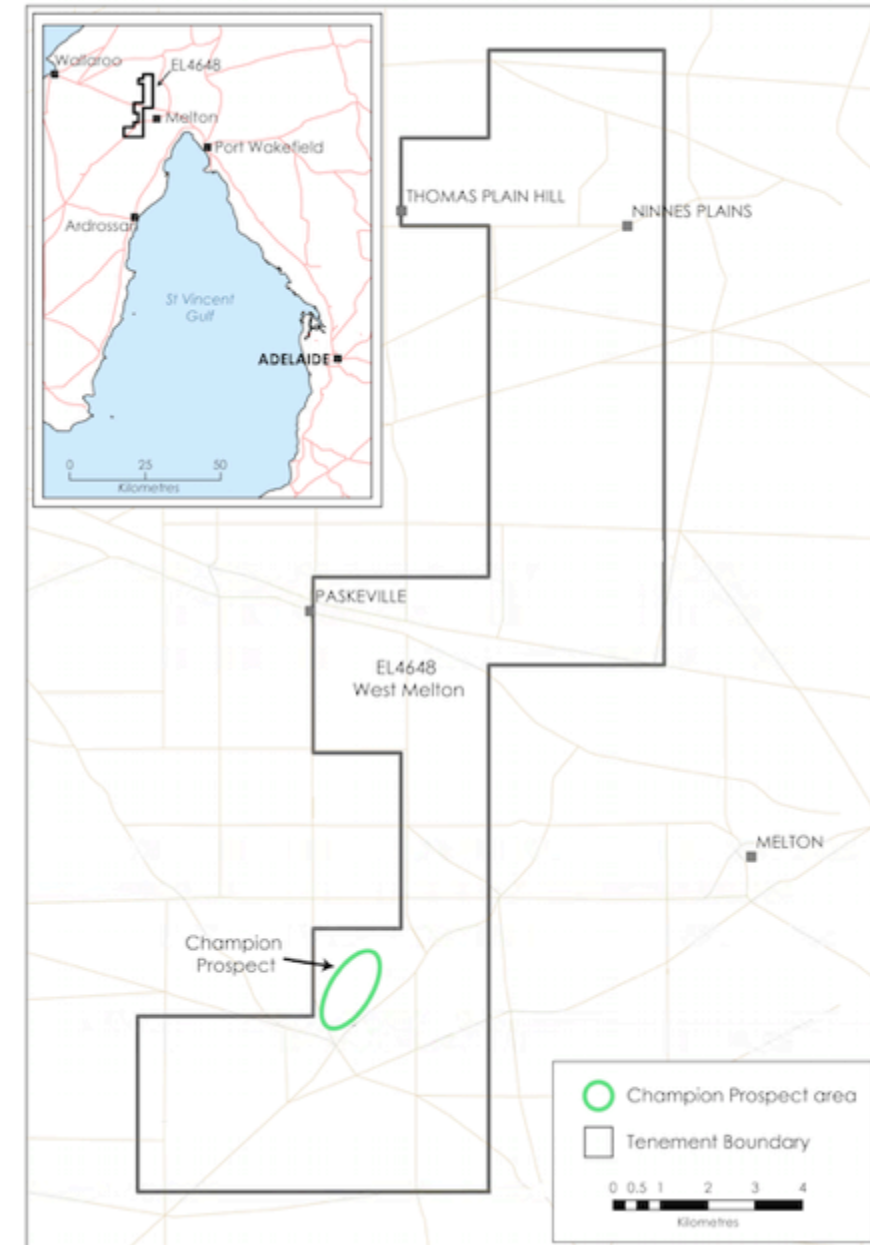 Wallaroo
EL4648
Melton
Port Wakefield
Ardrossan
St Vincent
Gulf
ADELAIDE
0 25 50
Kilometres
THOMAS PLAIN HILL
NINNES PLAINS
PASKEVILLE
EL4648
West Melton
MELTON
Champion
Prospect
Champion Prospect area
Tenement Boundary
0 0.5 1 2 3 4
Kilometres